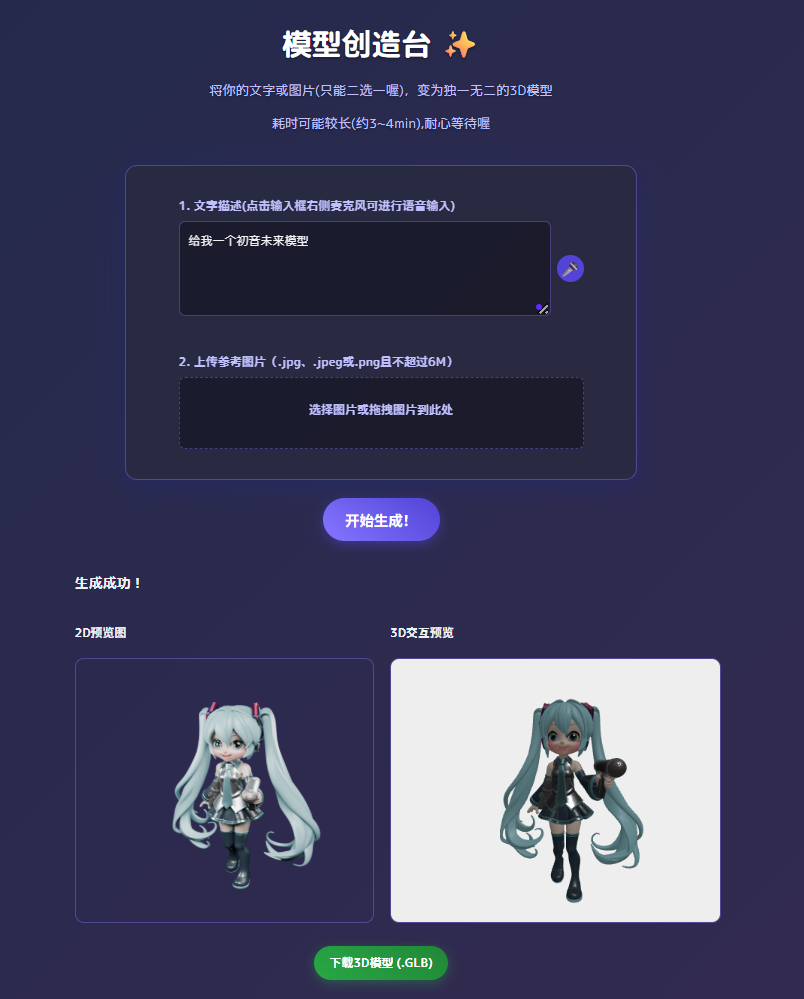 模型创造台 ✨
将你的文字或图片(只能二选一喔)，变为独一无二的3D模型
耗时可能较长(约3~4min),耐心等待喔
1. 文字描述(点击输入框右侧麦克风可进行语音输入)
给我一个初音未来模型
2. 上传参考图片（.jpg、.jpeg或.png且不超过6M）
选择图片或拖拽图片到此处
开始生成!
生成成功！
2D预览图
3D交互预览
下载3D模型 (.GLB)